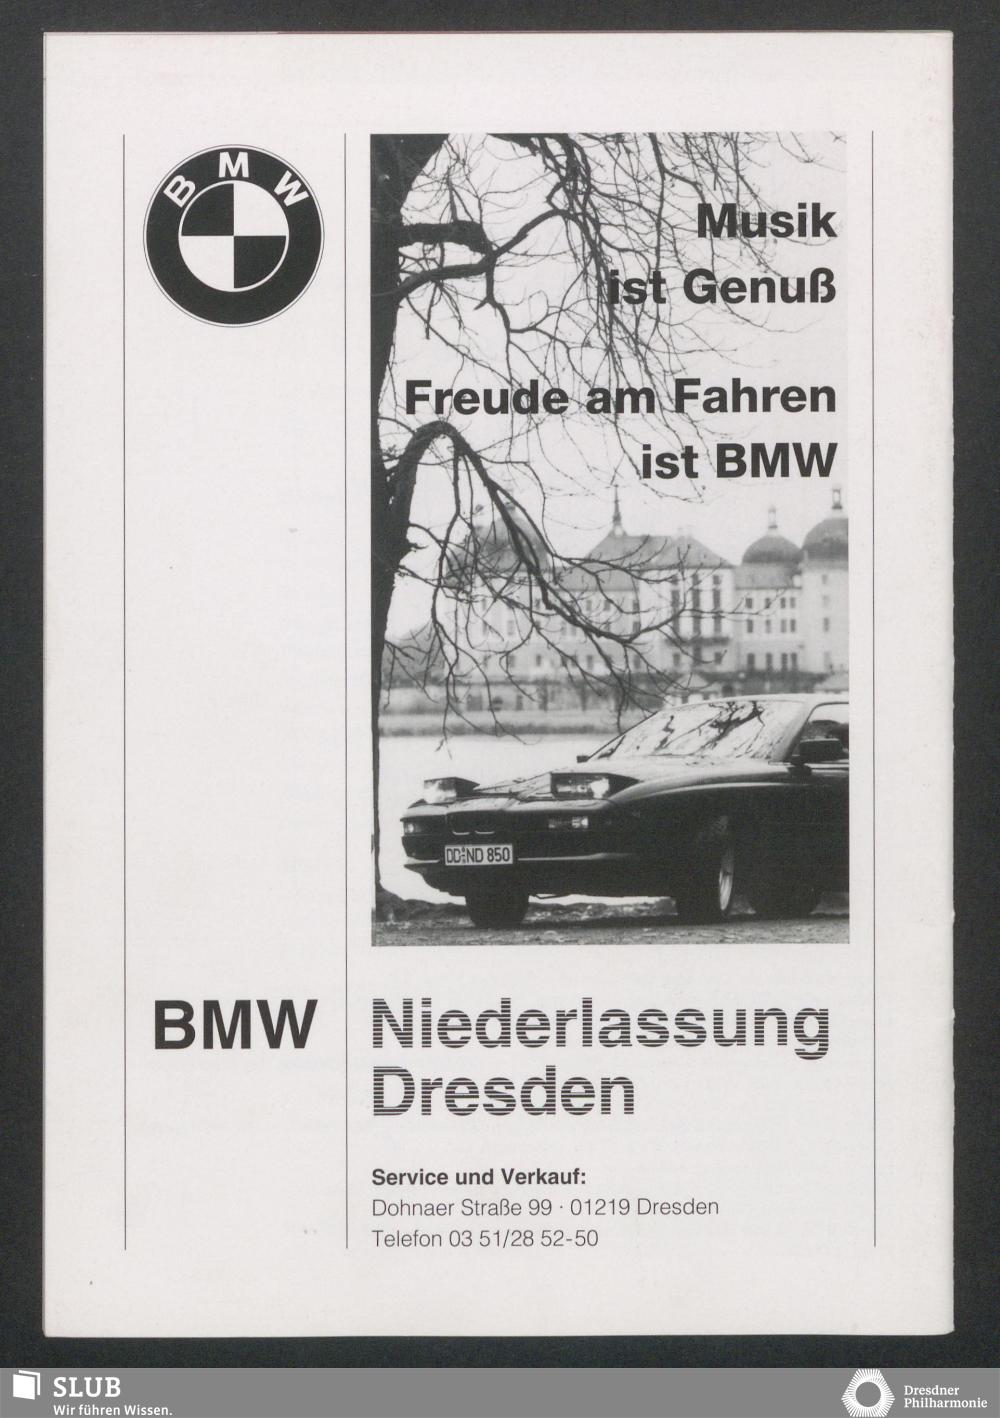 BMW
Musik
ist Genuß
Freude am Fahren
ist BMW
DD ND 850
BMW Niederlassung
Dresden
Service und Verkauf:
Dohnaer Straße 99 · 01219 Dresden
Telefon 03 51/28 52-50
SLUB
Wir führen Wissen.
Dresdner
Philharmonie